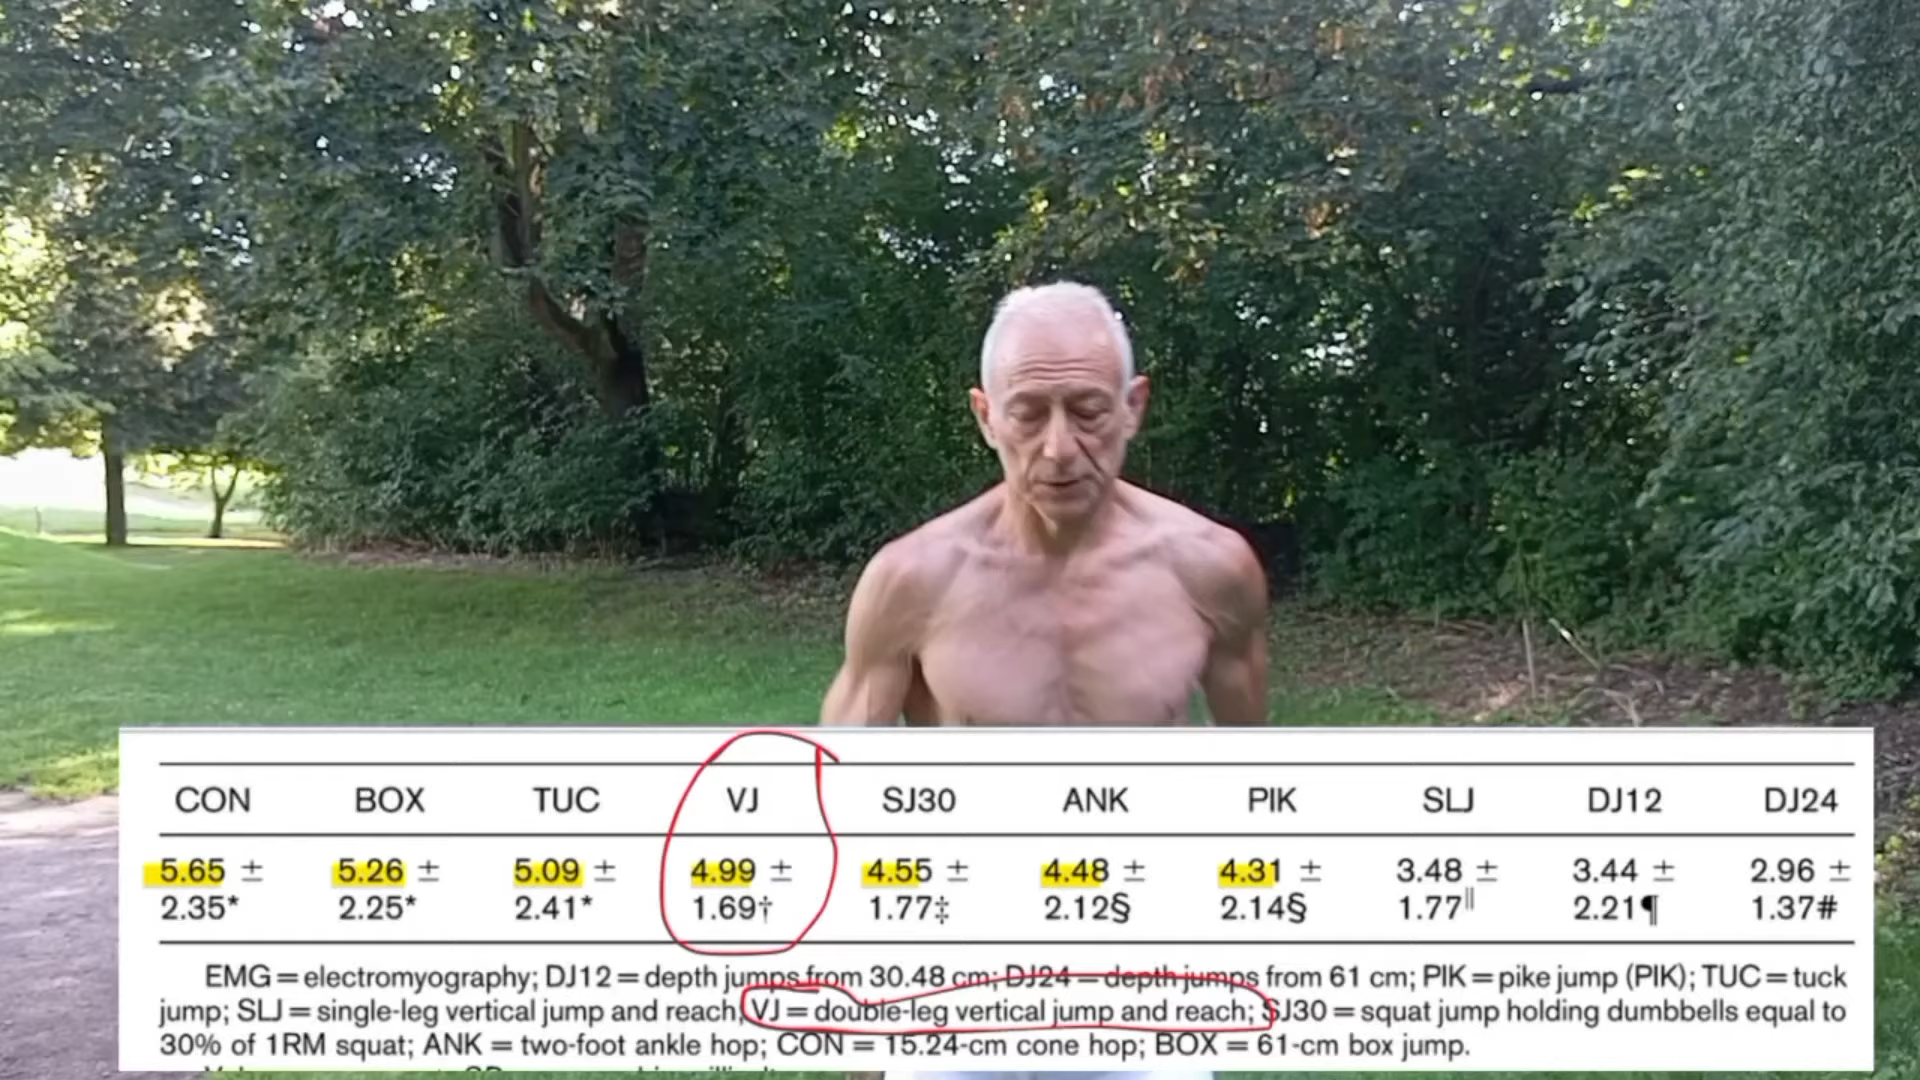 CON BOX TUC VJ SJ30 ANK PIK SLJ DJ12 DJ24
5.65 ± 5.26 ± 5.09 ± 4.99 ± 4.55 ± 4.48 ± 4.31 ± 3.48 ± 3.44 ± 2.96 ±
2.35* 2.25* 2.41* 1.69† 1.77‡ 2.12§ 2.14§ 1.77|| 2.21¶ 1.37#
EMG = electromyography; DJ12 = depth jumps from 30.48 cm; DJ24 = depth jumps from 61 cm; PIK = pike jump (PIK); TUC = tuck
jump; SLJ = single-leg vertical jump and reach; VJ = double-leg vertical jump and reach; SJ30 = squat jump holding dumbbells equal to
30% of 1RM squat; ANK = two-foot ankle hop; CON = 15.24-cm cone hop; BOX = 61-cm box jump.